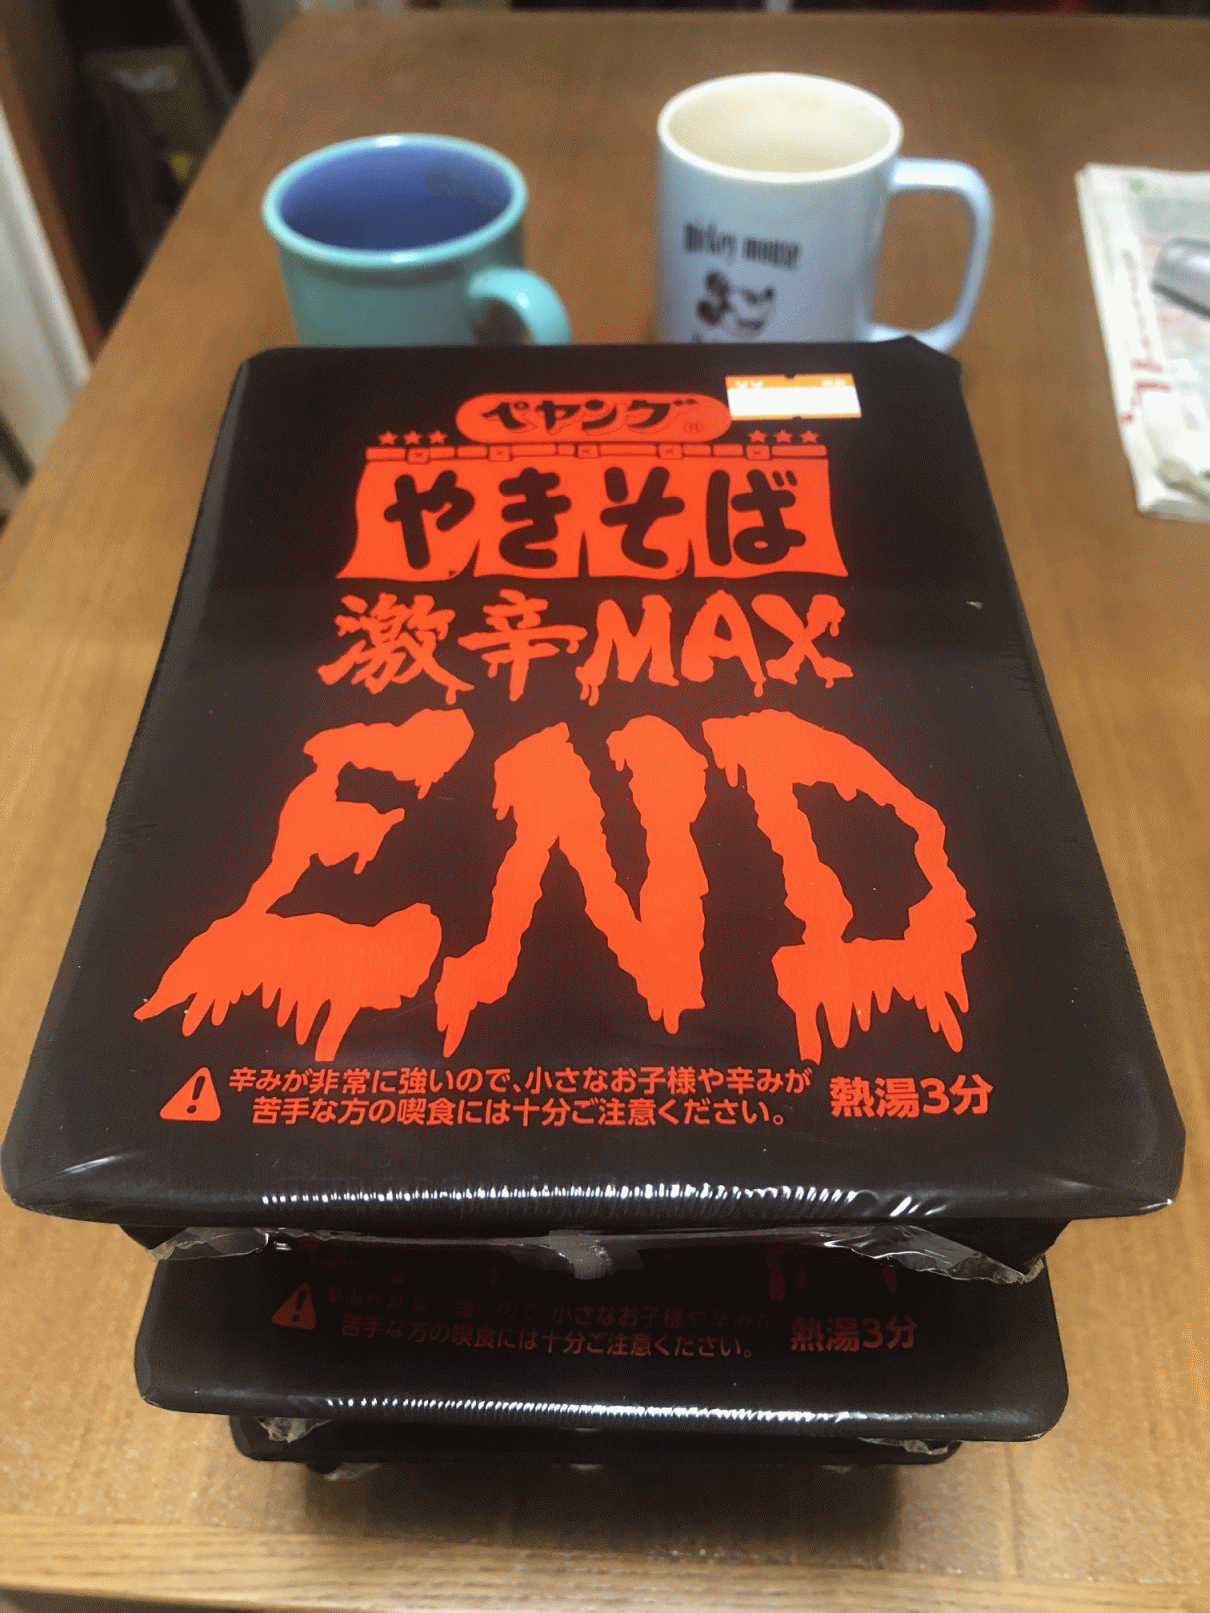 Mickey mouse
ペヤング®
やきそば
激辛MAX
END
辛みが非常に強いので、小さなお子様や辛みが
苦手な方の喫食には十分ご注意ください。
熱湯3分
小さなお子様や辛みが
苦手な方の喫食には十分ご注意ください。
熱湯3分